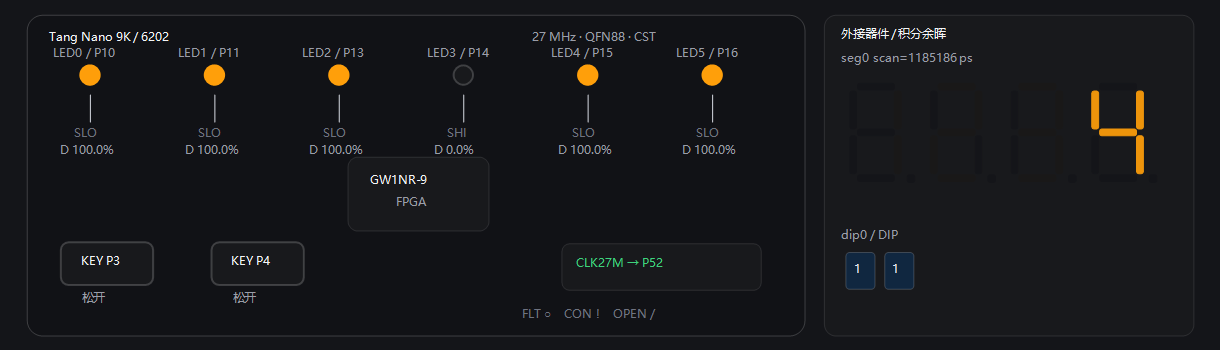 Tang Nano 9K / 6202
27 MHz · QFN88 · CST
LED0 / P10
LED1 / P11
LED2 / P13
LED3 / P14
LED4 / P15
LED5 / P16
SLO
SLO
SLO
SHI
SLO
SLO
D 100.0%
D 100.0%
D 100.0%
D 0.0%
D 100.0%
D 100.0%
GW1NR-9
FPGA
KEY P3
KEY P4
松开
松开
CLK27M → P52
FLT ○ CON ! OPEN /
外接器件 / 积分余晖
seg0 scan=1185186 ps
4
dip0 / DIP
1 1